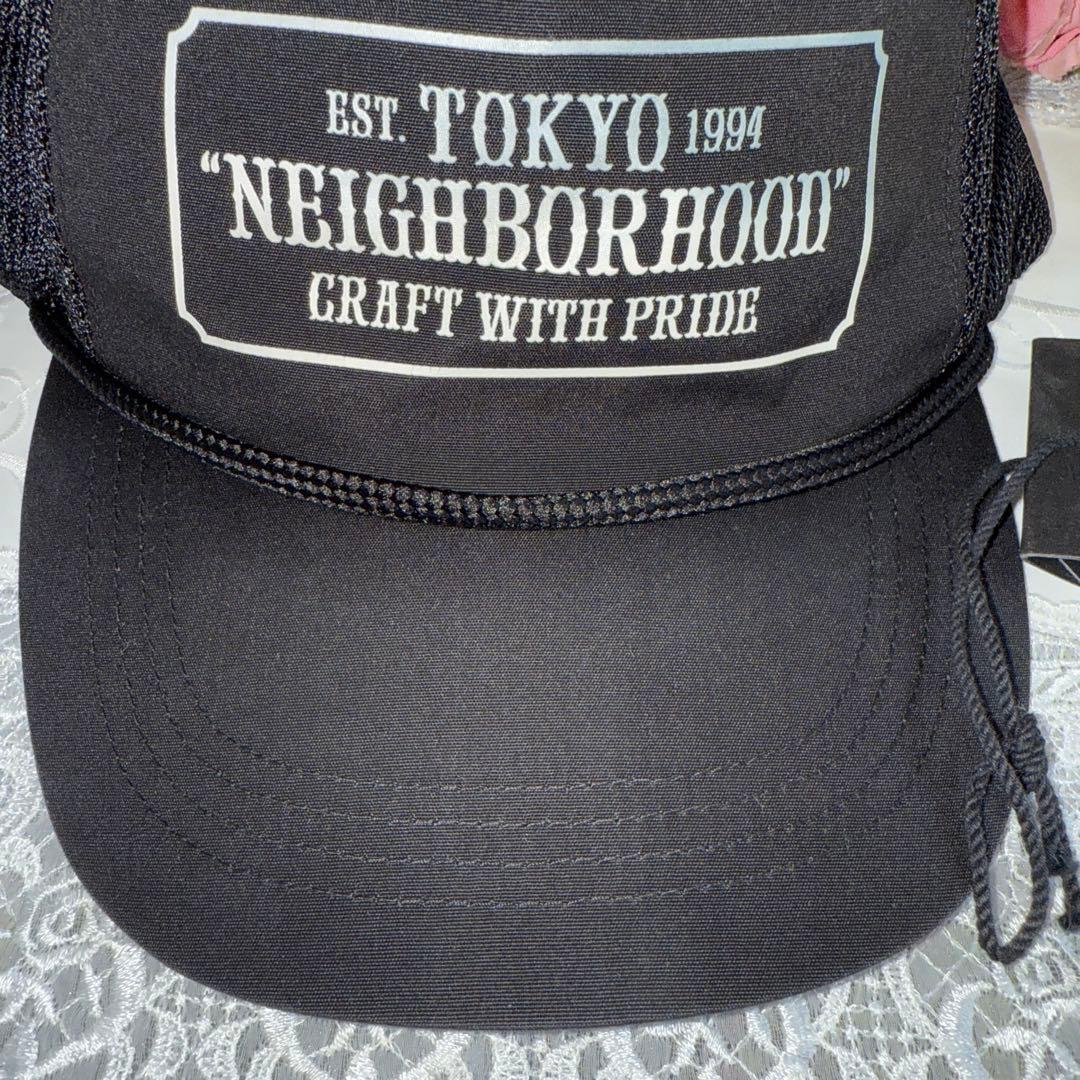 EST. TOKYO 1994
“NEIGHBORHOOD”
CRAFT WITH PRIDE